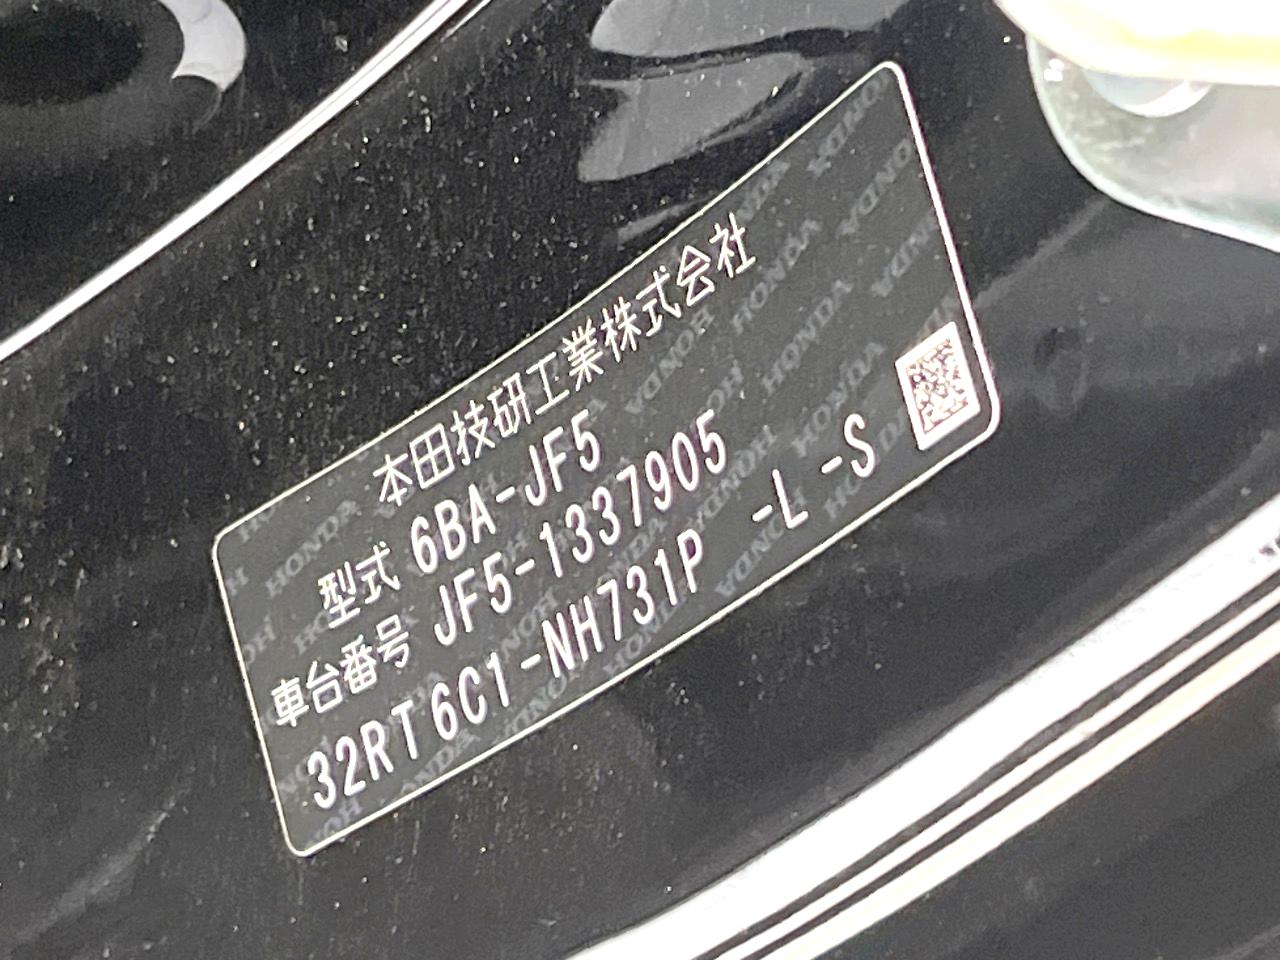 本田技研工業株式会社
型式 6BA-JF5
車台番号 JF5-1337905
32RT6C1-NH731P -L -S